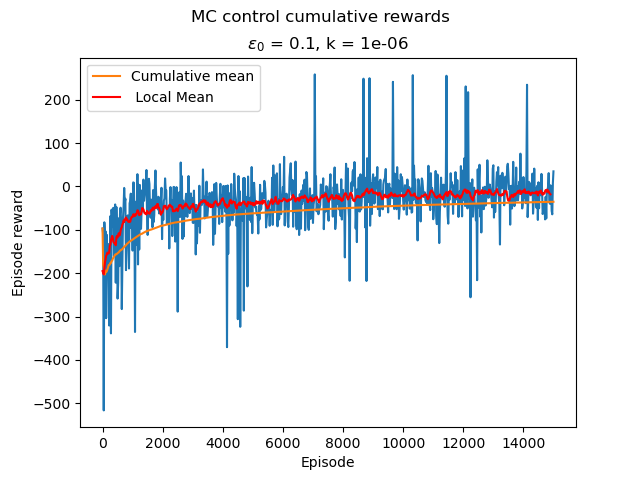 MC control cumulative rewards
ε₀ = 0.1, k = 1e-06
Cumulative mean
Local Mean
Episode reward
200
100
0
−100
−200
−300
−400
−500
0 2000 4000 6000 8000 10000 12000 14000
Episode